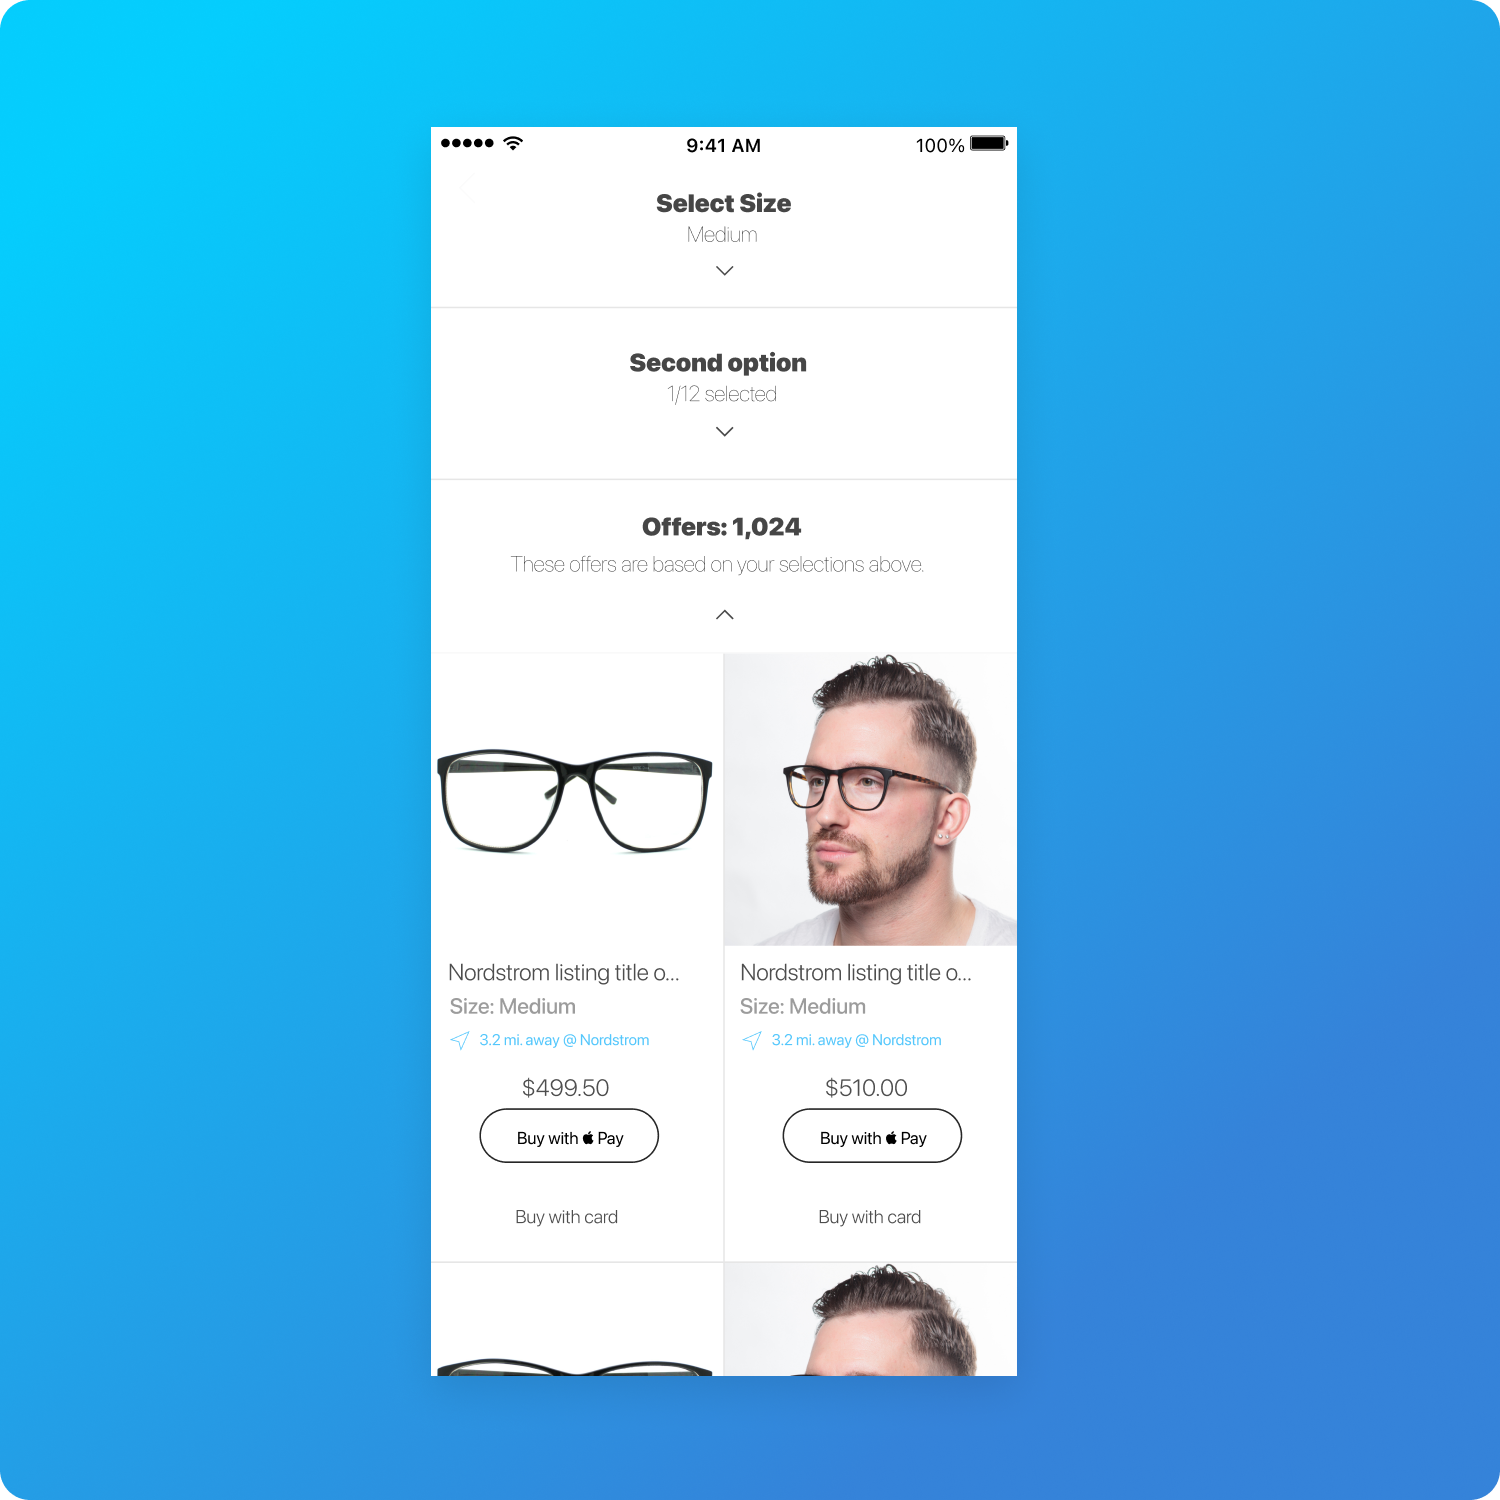 9:41 AM
100%
Select Size
Medium
Second option
1/12 selected
Offers: 1,024
These offers are based on your selections above.
Nordstrom listing title o...
Size: Medium
3.2 mi. away @ Nordstrom
$499.50
Buy with Pay
Buy with card
Nordstrom listing title o...
Size: Medium
3.2 mi. away @ Nordstrom
$510.00
Buy with Pay
Buy with card